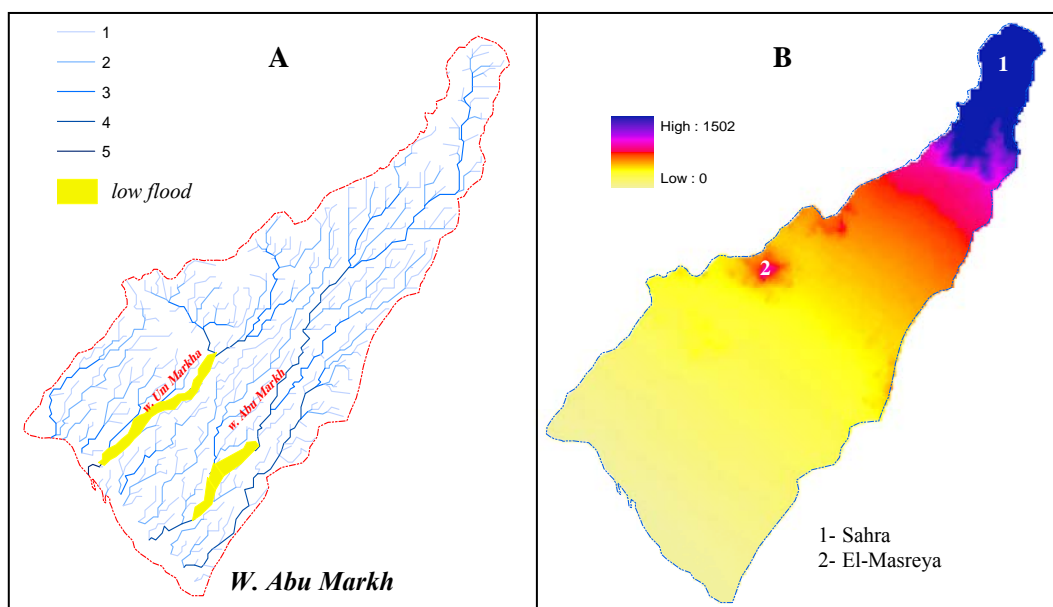 A
1
2
3
4
5
low flood
w. Um Markha
w. Abu Markh
W. Abu Markh
B
1
High : 1502
Low : 0
2
1- Sahra
2- El-Masreya